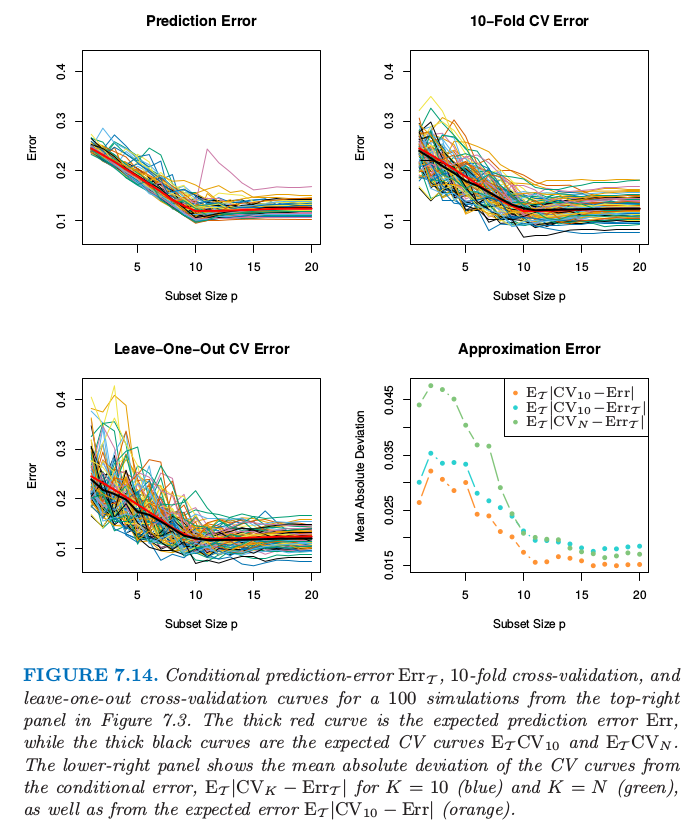 Prediction Error
10−Fold CV Error
Error
0.1 0.2 0.3 0.4
5 10 15 20
Subset Size p
Error
0.1 0.2 0.3 0.4
5 10 15 20
Subset Size p
Leave−One−Out CV Error
Approximation Error
Error
0.1 0.2 0.3 0.4
5 10 15 20
Subset Size p
Mean Absolute Deviation
0.015 0.025 0.035 0.045
E𝒯|CV₁₀−Err|
E𝒯|CV₁₀−Err𝒯|
E𝒯|CV_N−Err𝒯|
5 10 15 20
Subset Size p
FIGURE 7.14. Conditional prediction-error Err𝒯, 10-fold cross-validation, and
leave-one-out cross-validation curves for a 100 simulations from the top-right
panel in Figure 7.3. The thick red curve is the expected prediction error Err,
while the thick black curves are the expected CV curves E𝒯CV₁₀ and E𝒯CV_N.
The lower-right panel shows the mean absolute deviation of the CV curves from
the conditional error, E𝒯|CV_K − Err𝒯| for K = 10 (blue) and K = N (green),
as well as from the expected error E𝒯|CV₁₀ − Err| (orange).